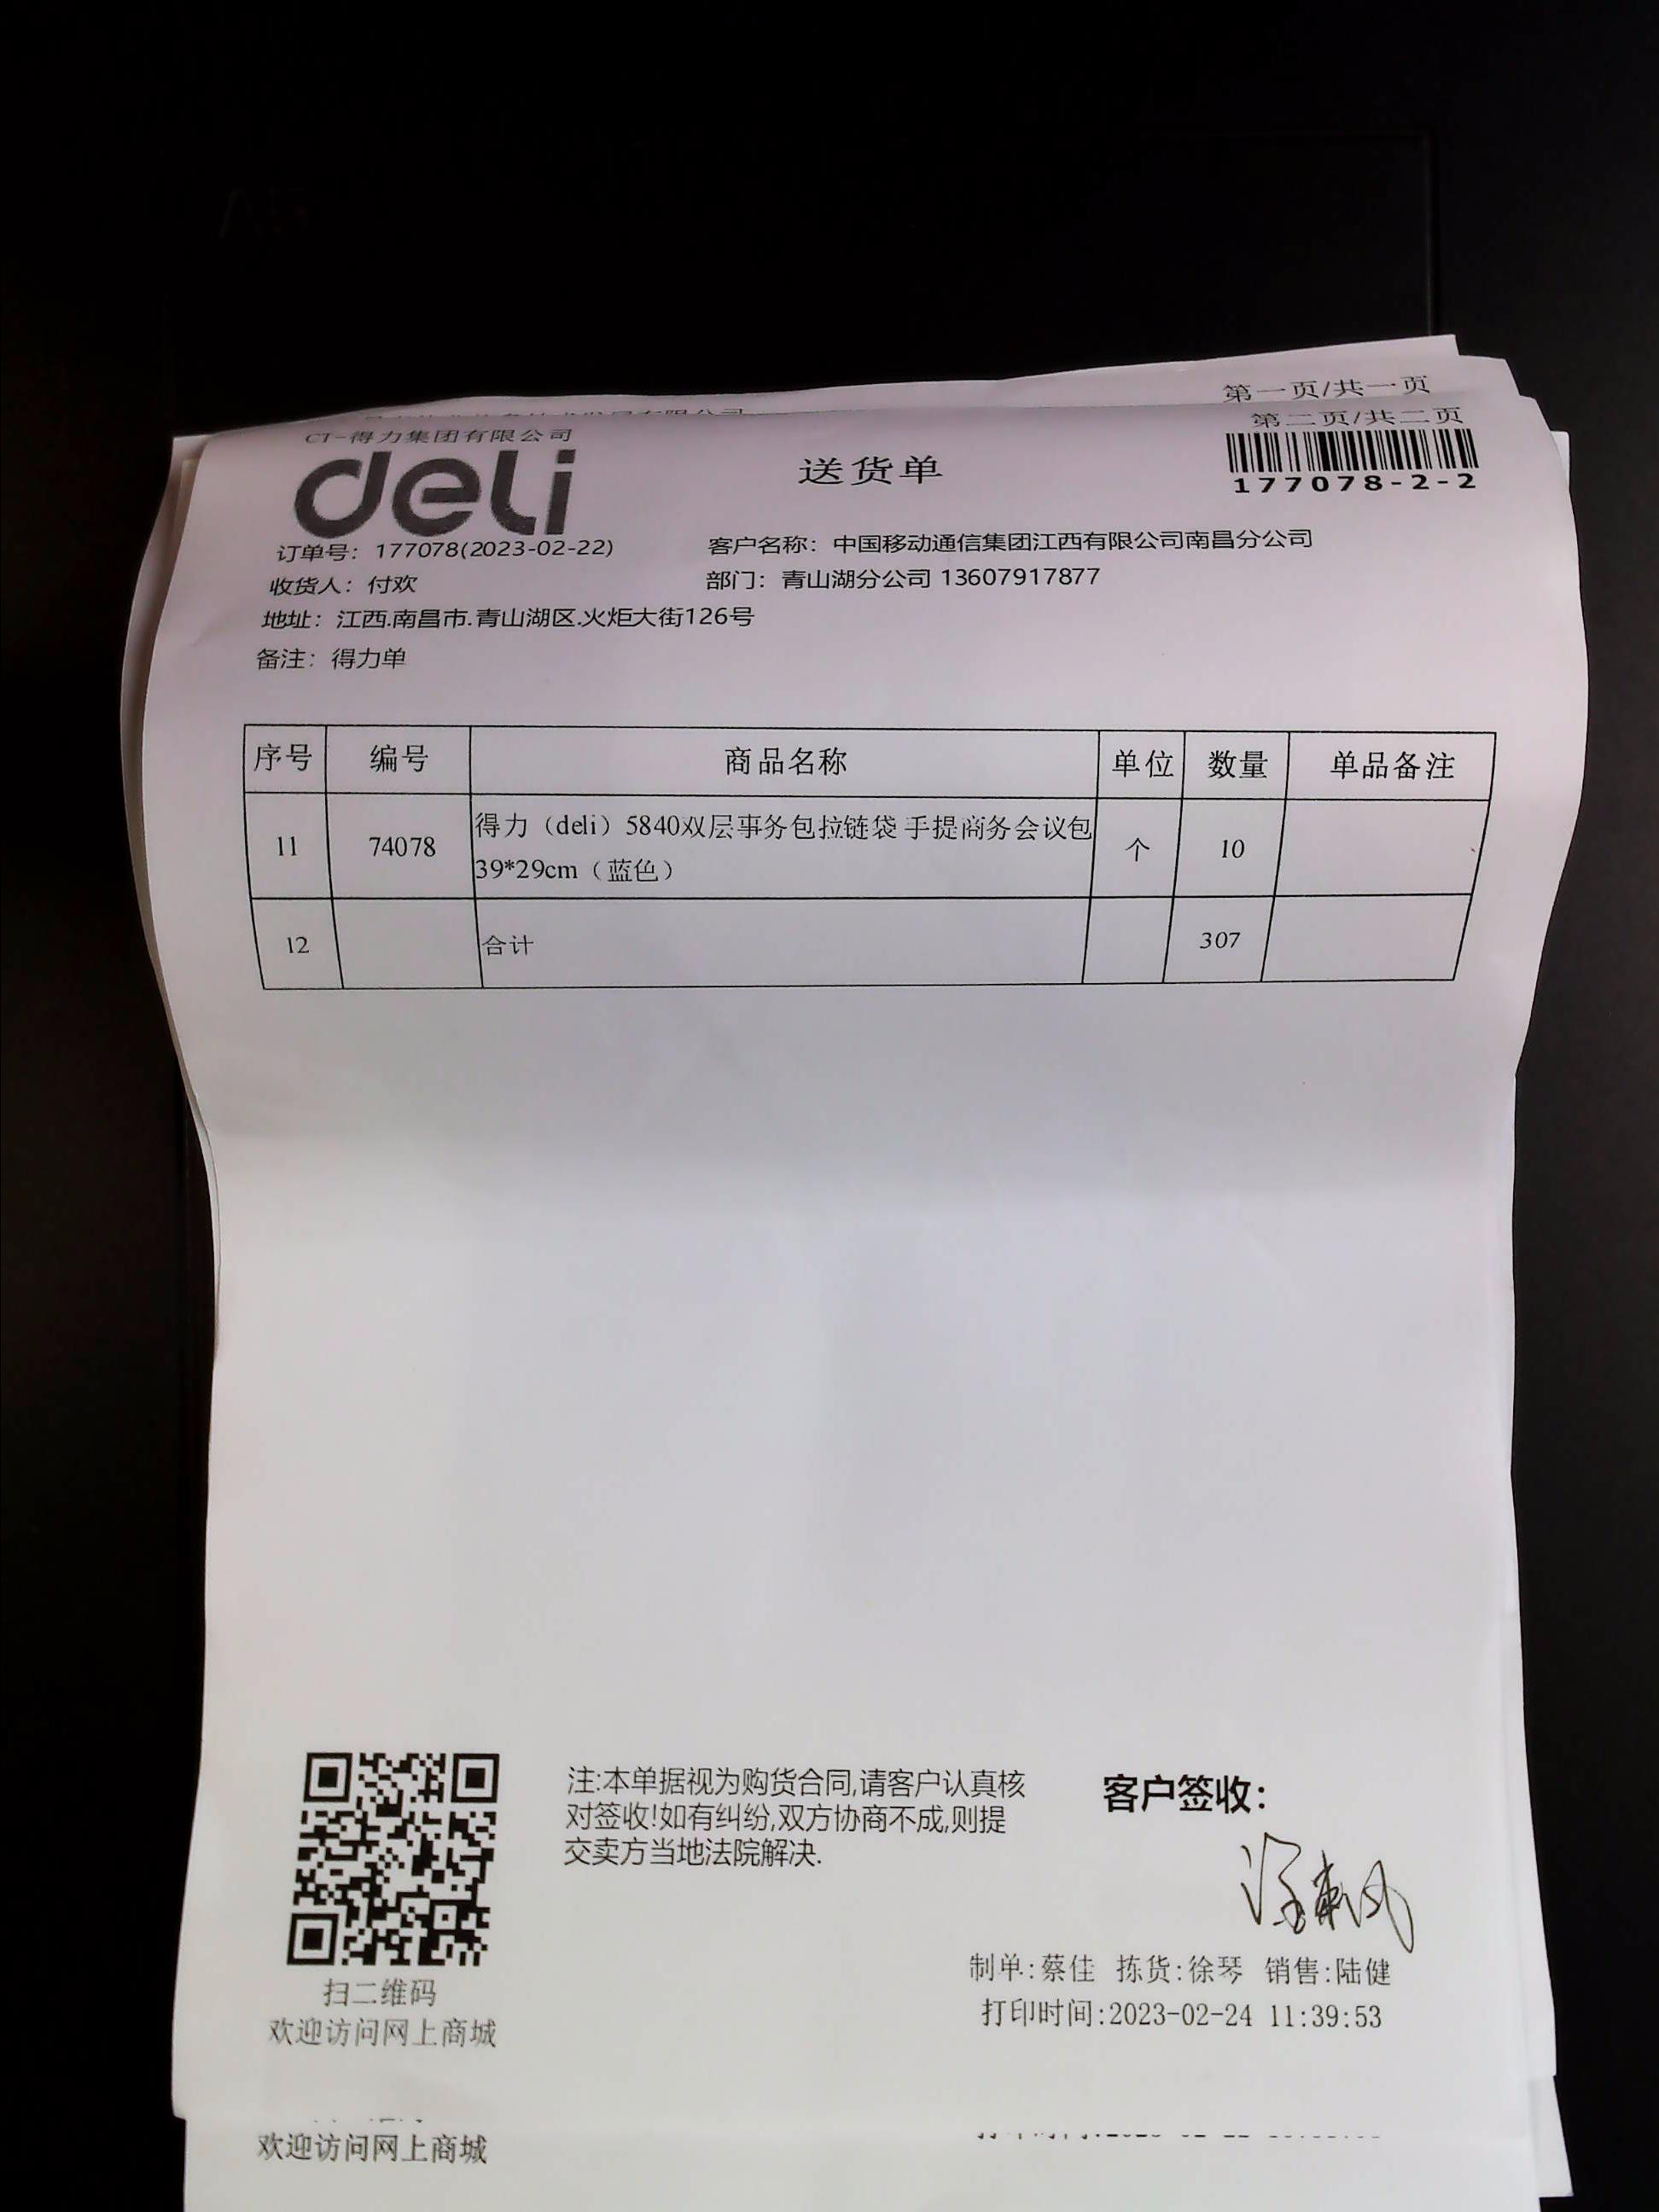 第一页/共一页
第二页/共二页
CT-得力集团有限公司
deli
送货单
177078-2-2
订单号：177078(2023-02-22)
客户名称：中国移动通信集团江西有限公司南昌分公司
收货人：付欢
部门：青山湖分公司 13607917877
地址：江西.南昌市.青山湖区.火炬大街126号
备注：得力单
序号 编号 商品名称 单位 数量 单品备注
11 74078 得力（deli）5840双层事务包拉链袋 手提商务会议包 个 10
39*29cm（蓝色）
12 合计 307
注:本单据视为购货合同,请客户认真核
对签收!如有纠纷,双方协商不成,则提
交卖方当地法院解决.
客户签收：
制单:蔡佳 拣货:徐琴 销售:陆健
打印时间:2023-02-24 11:39:53
扫二维码
欢迎访问网上商城
欢迎访问网上商城